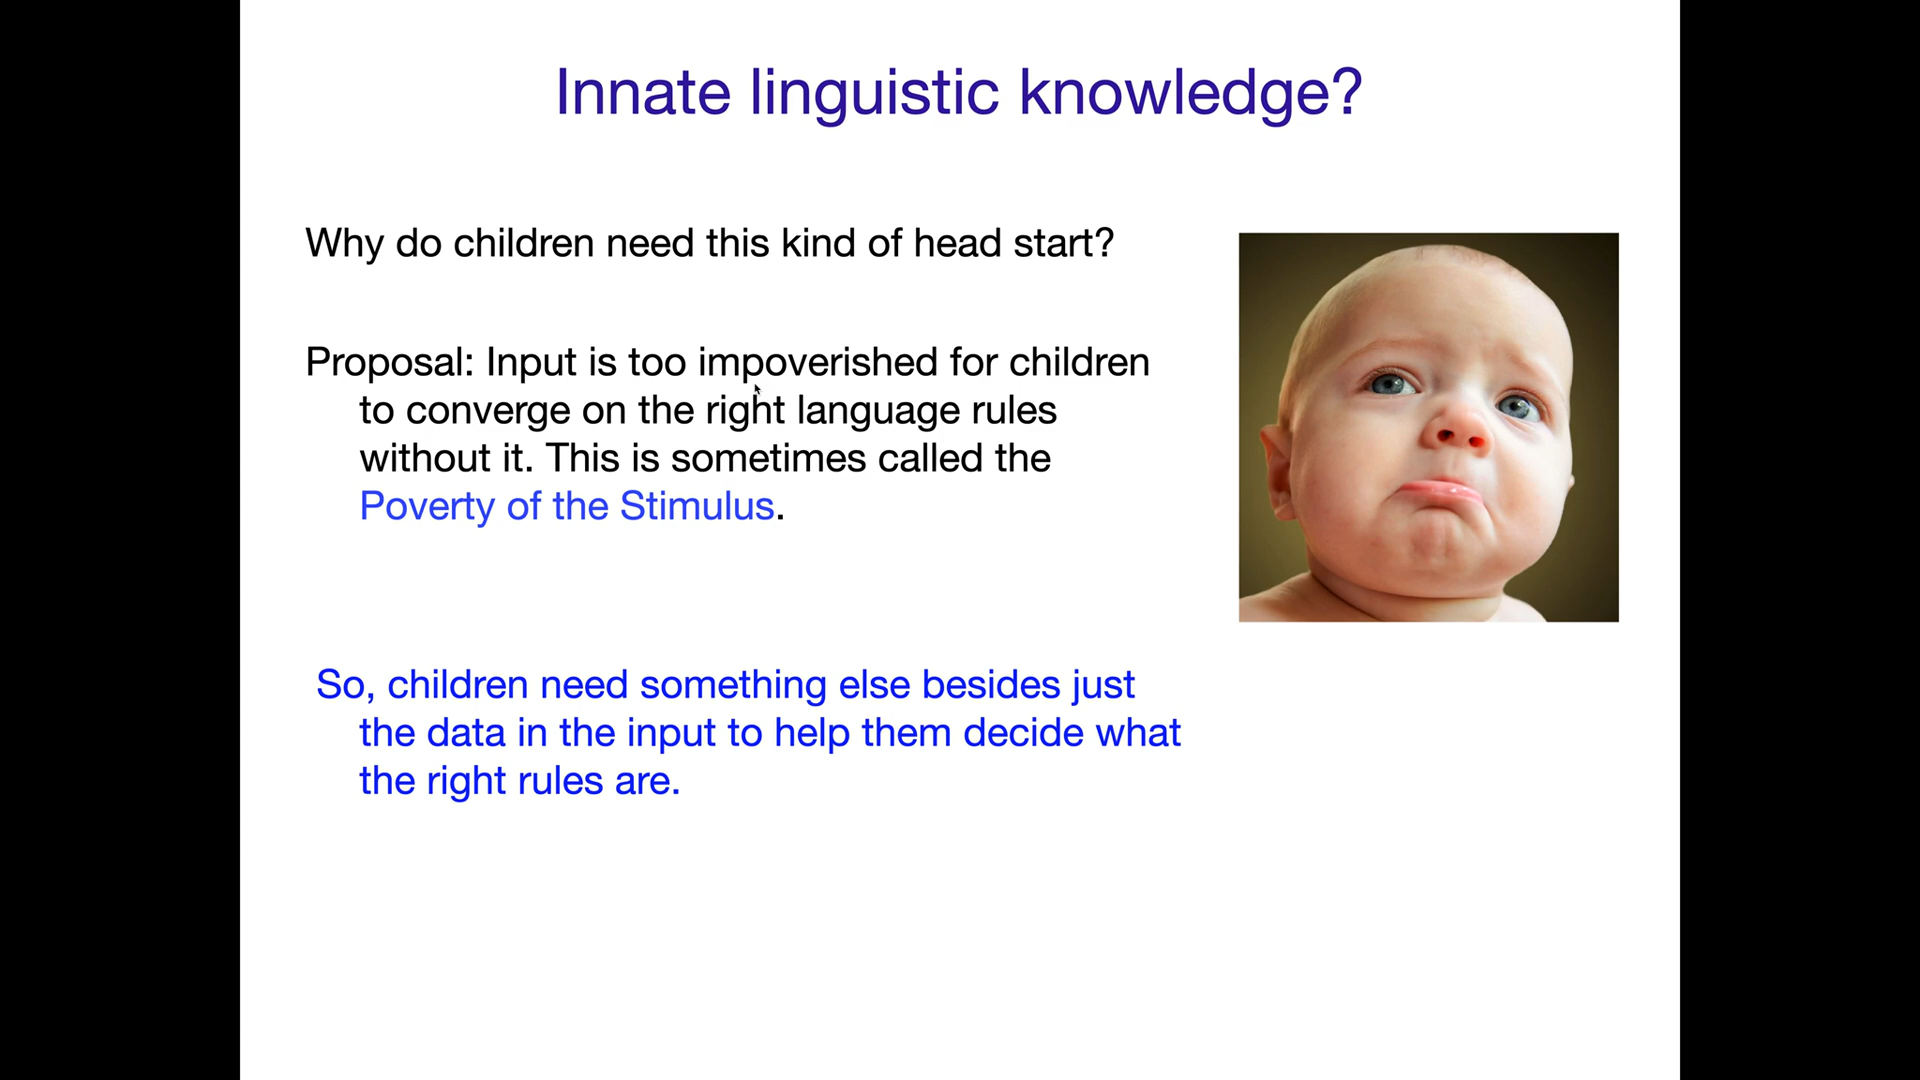 Innate linguistic knowledge?
Why do children need this kind of head start?
Proposal: Input is too impoverished for children
to converge on the right language rules
without it. This is sometimes called the
Poverty of the Stimulus.
So, children need something else besides just
the data in the input to help them decide what
the right rules are.